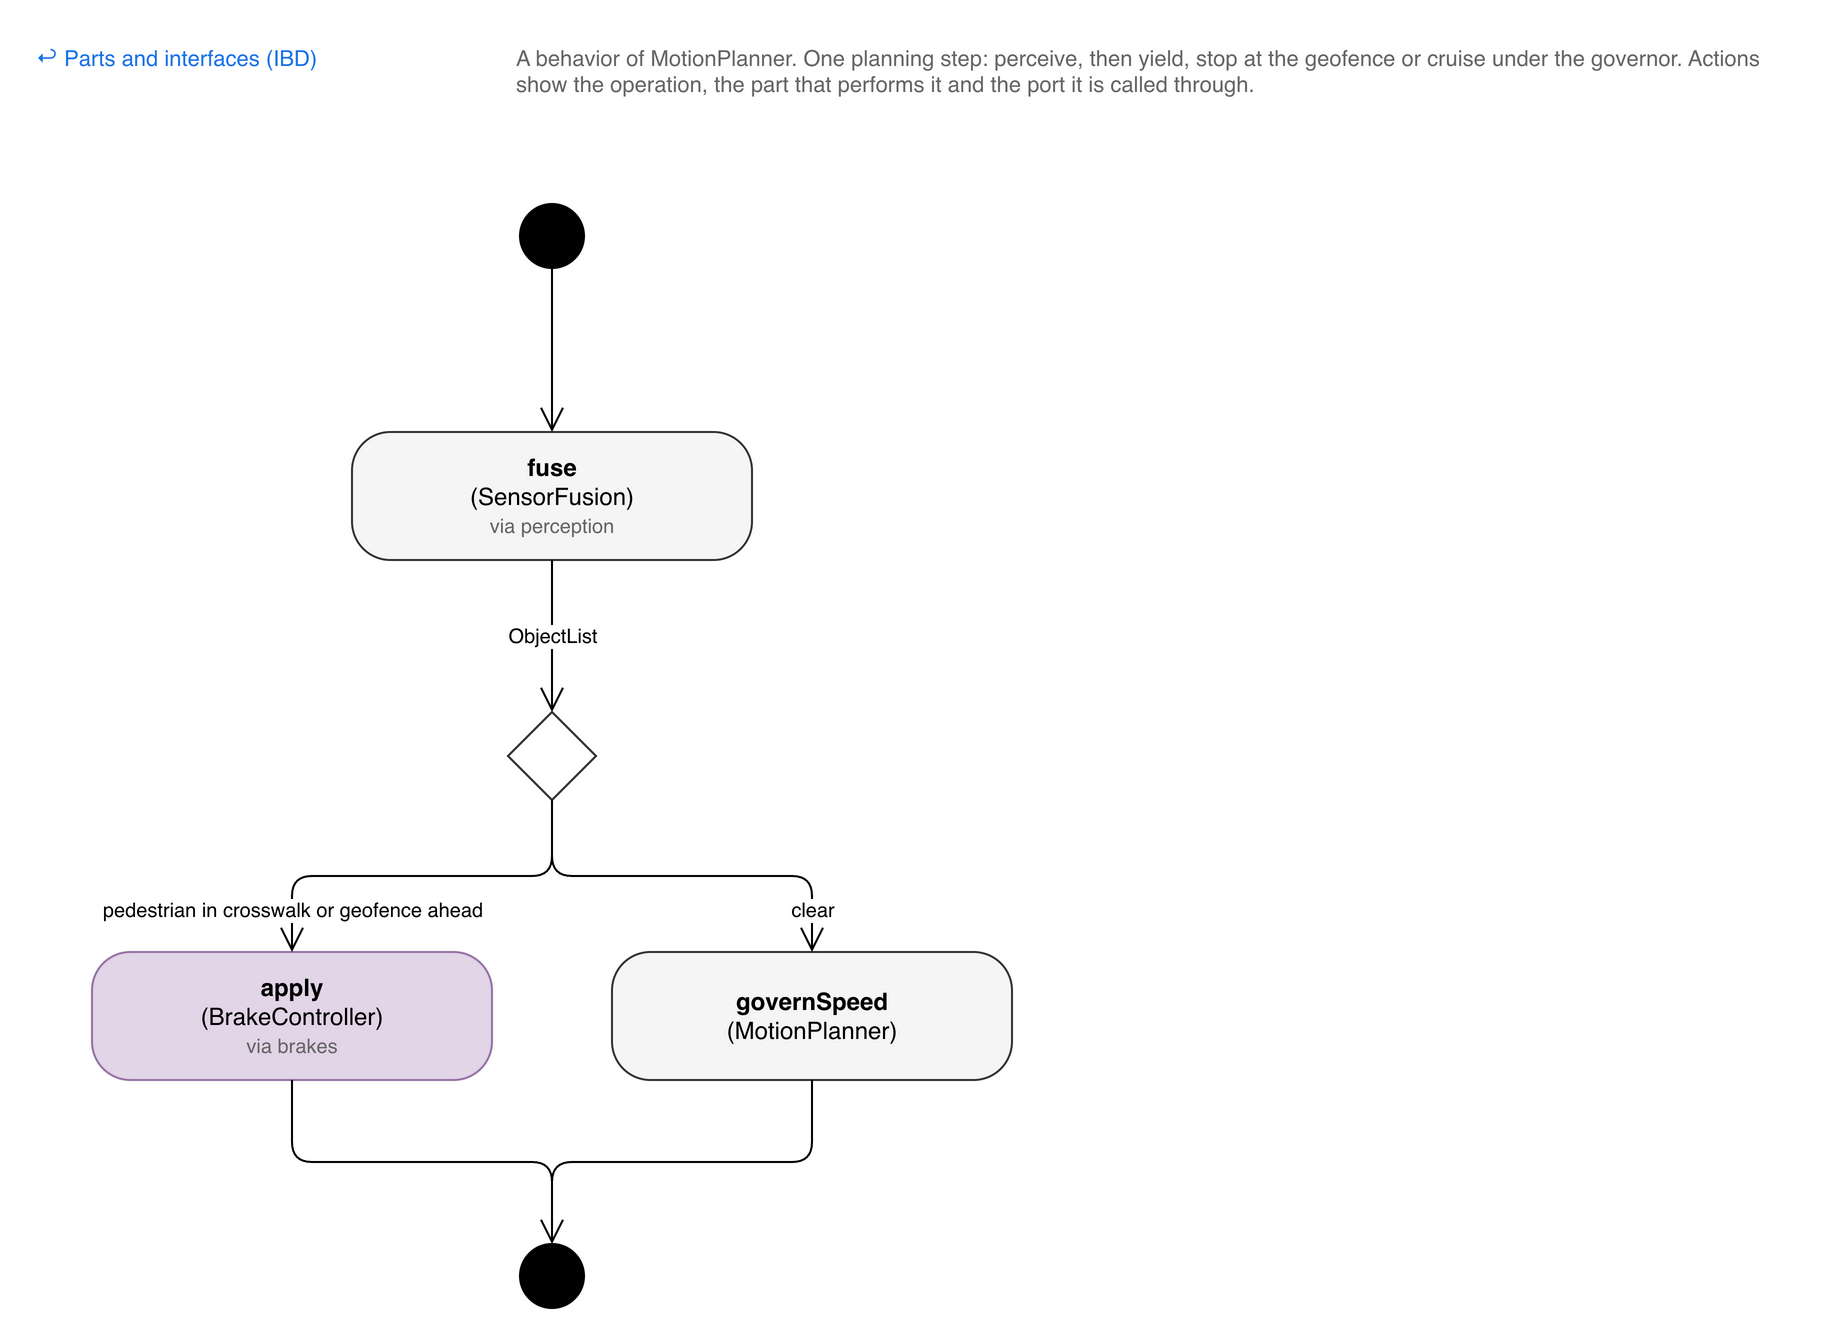 ↩ Parts and interfaces (IBD)
A behavior of MotionPlanner. One planning step: perceive, then yield, stop at the geofence or cruise under the governor. Actions
show the operation, the part that performs it and the port it is called through.
fuse
(SensorFusion)
via perception
ObjectList
pedestrian in crosswalk or geofence ahead
clear
apply
(BrakeController)
via brakes
governSpeed
(MotionPlanner)